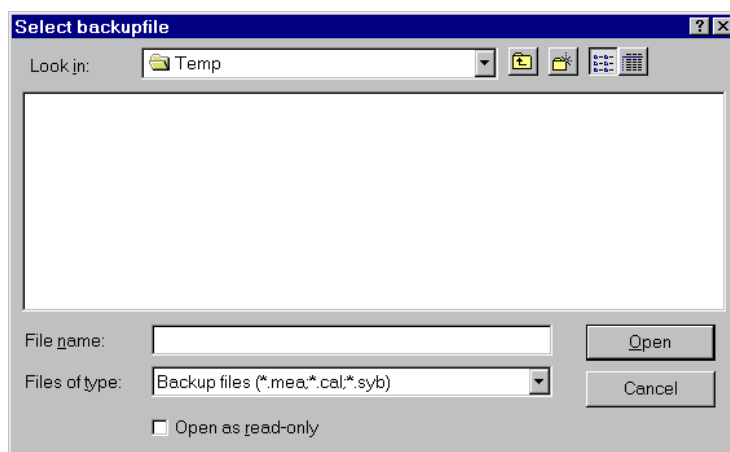 Select backupfile
Look in: Temp
File name: Open
Files of type: Backup files (*.mea;*.cal;*.syb) Cancel
Open as read-only